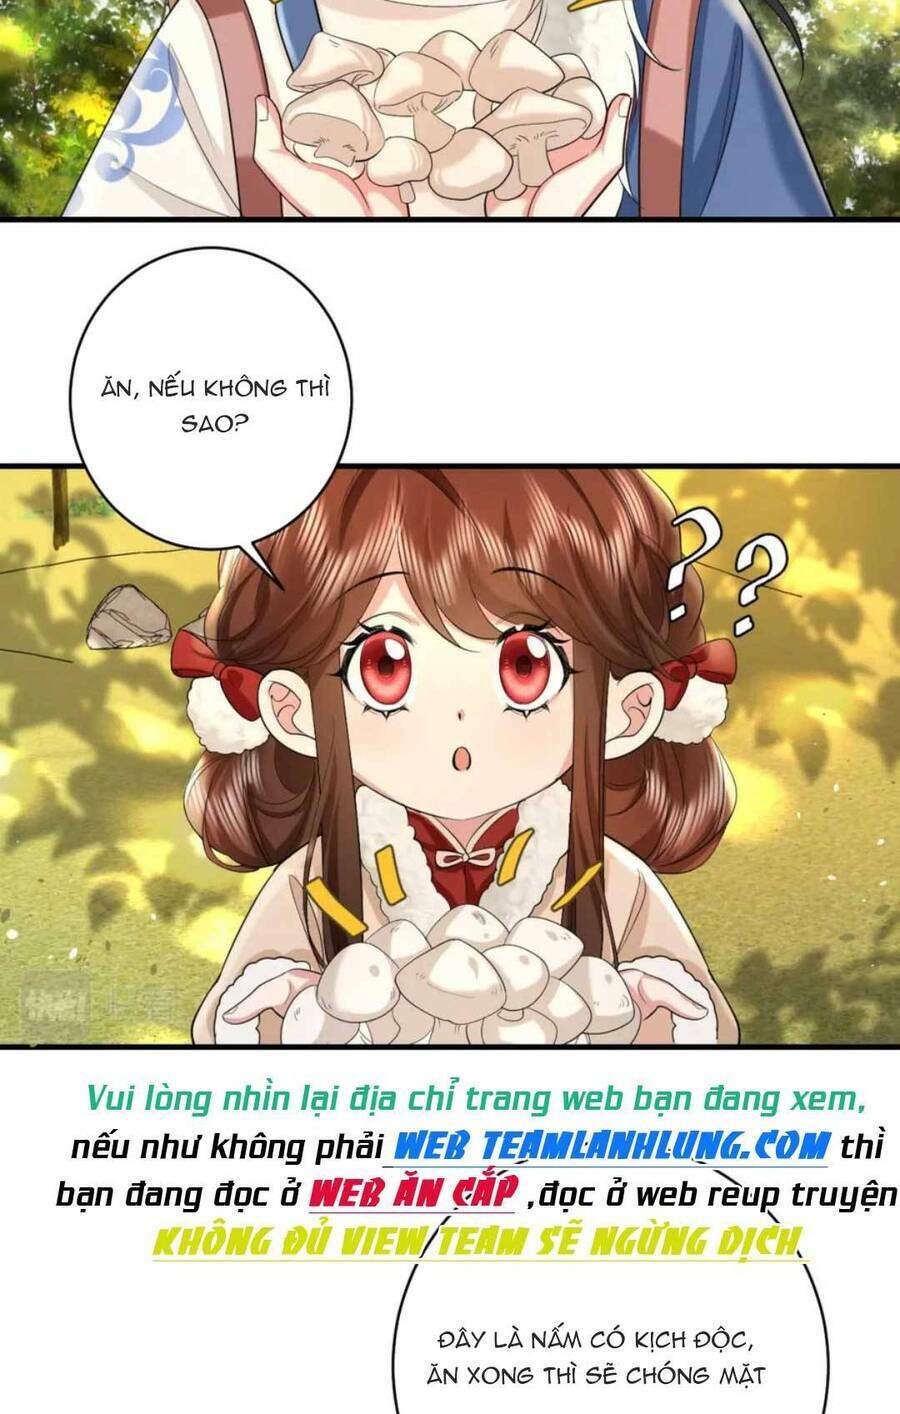 ĂN, NẾU KHÔNG THÌ
SAO?
? ?
Vui lòng nhìn lại địa chỉ trang web bạn đang xem,
nếu như không phải WEB TEAMLANHLUNG.COM thì
bạn đang đọc ở WEB ĂN CẮP ,đọc ở web reup truyện
KHÔNG ĐỦ VIEW TEAM SẼ NGỪNG DỊCH
ĐÂY LÀ NẤM CÓ KỊCH ĐỘC,
ĂN XONG THÌ SẼ CHÓNG MẶT